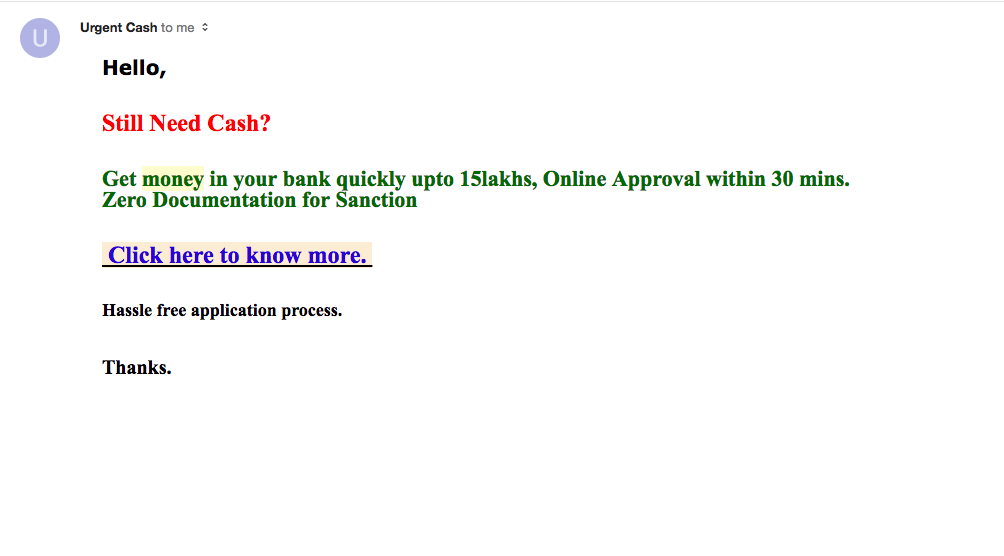 U
Urgent Cash to me
Hello,
Still Need Cash?
Get money in your bank quickly upto 15lakhs, Online Approval within 30 mins.
Zero Documentation for Sanction
Click here to know more.
Hassle free application process.
Thanks.